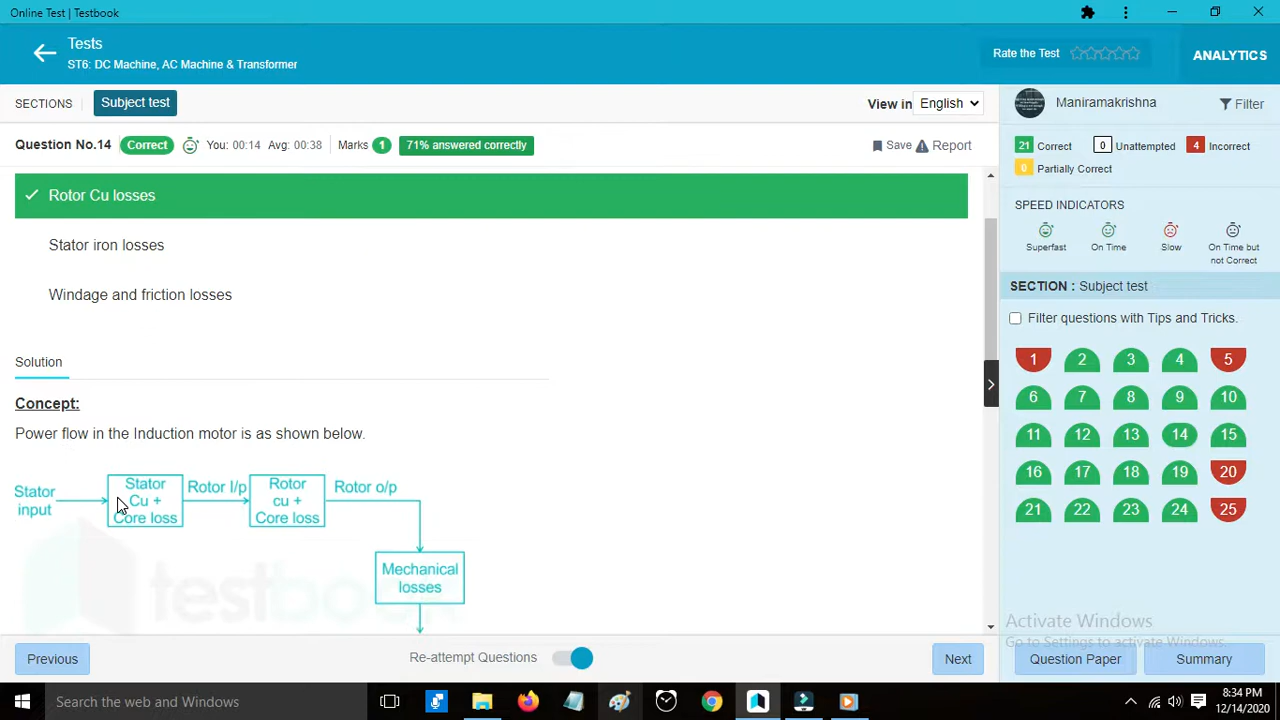 Online Test | Testbook
Tests
ST6: DC Machine, AC Machine & Transformer
Rate the Test
ANALYTICS
SECTIONS
Subject test
View in
English
Maniramakrishna
Filter
Question No.14
Correct
You: 00:14
Avg: 00:38
Marks
1
71% answered correctly
Save
Report
21
Correct
0
Unattempted
4
Incorrect
0
Partially Correct
Rotor Cu losses
Stator iron losses
Windage and friction losses
SPEED INDICATORS
Superfast
On Time
Slow
On Time but
not Correct
SECTION : Subject test
Filter questions with Tips and Tricks.
1 2 3 4 5
6 7 8 9 10
11 12 13 14 15
16 17 18 19 20
21 22 23 24 25
Solution
Concept:
Power flow in the Induction motor is as shown below.
Stator
input
Stator
Cu +
Core loss
Rotor I/p
Rotor
cu +
Core loss
Rotor o/p
Mechanical
losses
testbook
Activate Windows
Go to Settings to activate Windows.
Previous
Re-attempt Questions
Next
Question Paper
Summary
Search the web and Windows
8:34 PM
12/14/2020